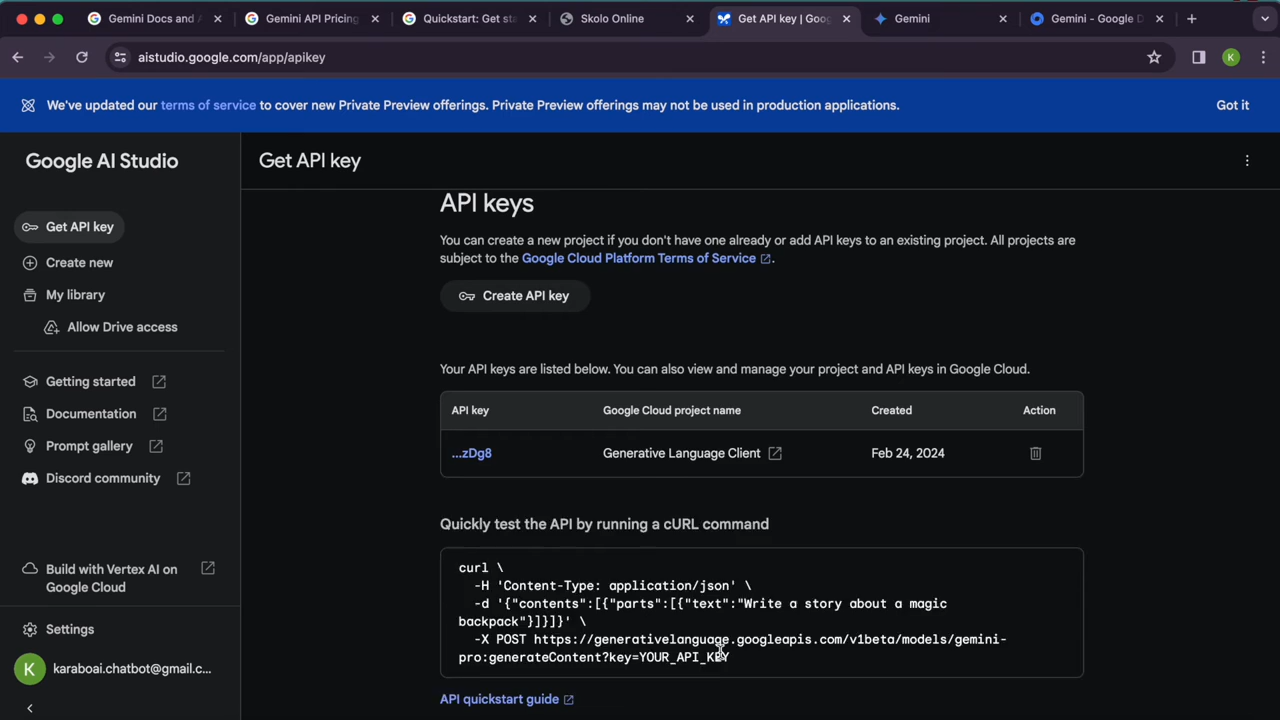 Gemini Docs and A
Gemini API Pricing
Quickstart: Get sta
Skolo Online
Get API key | Goog
Gemini
Gemini - Google D
aistudio.google.com/app/apikey
K
We've updated our terms of service to cover new Private Preview offerings. Private Preview offerings may not be used in production applications.
Got it
Google AI Studio
Get API key
Create new
My library
Allow Drive access
Getting started
Documentation
Prompt gallery
Discord community
Build with Vertex AI on
Google Cloud
Settings
K
karaboai.chatbot@gmail.c...
Get API key
API keys
You can create a new project if you don't have one already or add API keys to an existing project. All projects are
subject to the Google Cloud Platform Terms of Service.
Create API key
Your API keys are listed below. You can also view and manage your project and API keys in Google Cloud.
API key Google Cloud project name Created Action
...zDg8 Generative Language Client Feb 24, 2024
Quickly test the API by running a cURL command
curl \
-H 'Content-Type: application/json' \
-d '{"contents":[{"parts":[{"text":"Write a story about a magic
backpack"}]}]}' \
-X POST https://generativelanguage.googleapis.com/v1beta/models/gemini-
pro:generateContent?key=YOUR_API_KEY
API quickstart guide